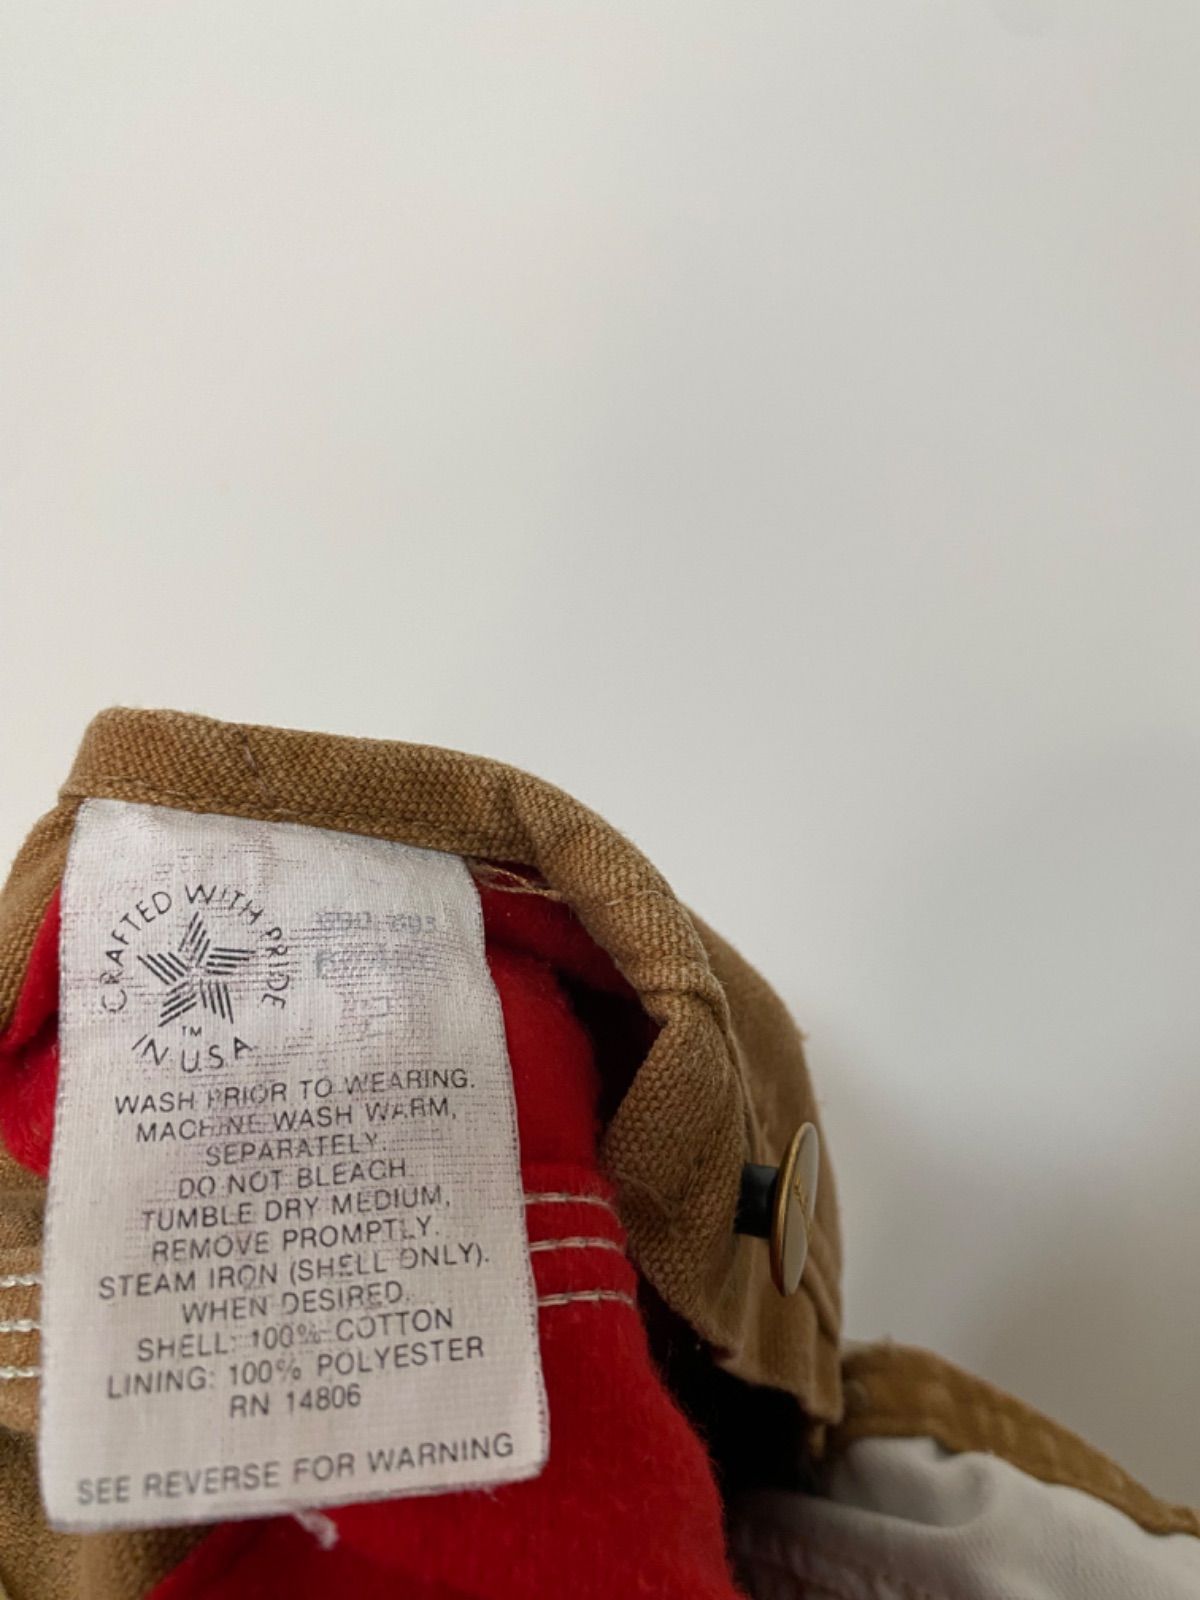 CRAFTED WITH PRIDE
TM
IN U.S.A.
WASH PRIOR TO WEARING.
MACHINE WASH WARM,
SEPARATELY.
DO NOT BLEACH
TUMBLE DRY MEDIUM,
REMOVE PROMPTLY.
STEAM IRON (SHELL ONLY).
WHEN DESIRED.
SHELL: 100% COTTON
LINING: 100% POLYESTER
RN 14806
SEE REVERSE FOR WARNING